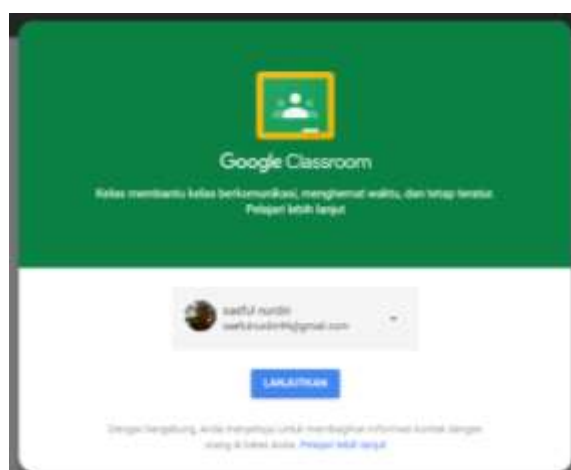 Google Classroom
Kelas membantu kelas berkomunikasi, menghemat waktu, dan tetap teratur.
Pelajari lebih lanjut
saeful nurdin
LANJUTKAN
Dengan bergabung, Anda menyetujui untuk membagikan informasi kontak dengan
orang di kelas Anda. Pelajari lebih lanjut